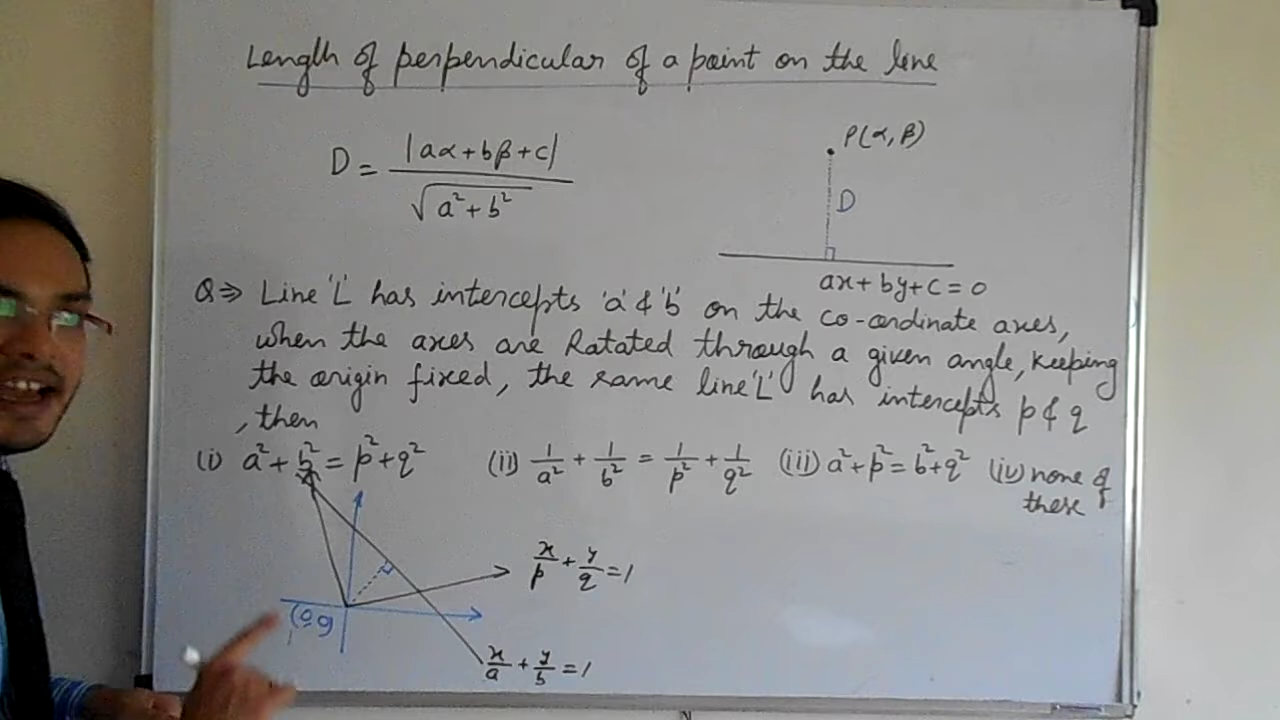 Length of perpendicular of a point on the line
D = |aα+bβ+c| / √a²+b²
P(α, β)
D
ax + by + c = 0
Q⇒ Line 'L' has intercepts 'a' & 'b' on the co-ordinate axes,
when the axes are Rotated through a given angle, keeping
the origin fixed, the same line 'L' has intercepts p & q
, then
(i) a² + b² = p² + q² (ii) 1/a² + 1/b² = 1/p² + 1/q² (iii) a² + p² = b² + q² (iv) none of
these
x/p + y/q = 1
x/a + y/b = 1